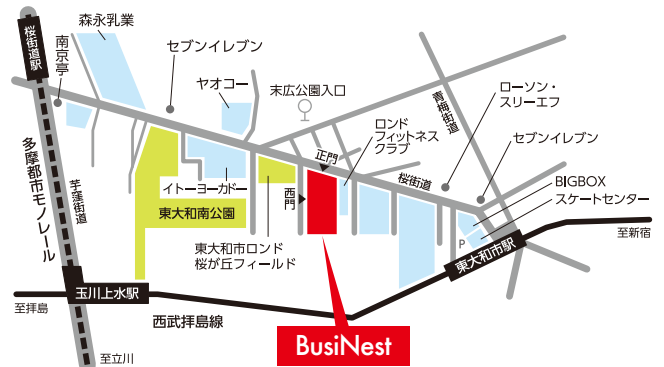 森永乳業
桜街道駅
南京亭
セブンイレブン
ヤオコー
末広公園入口
青梅街道
ローソン・
スリーエフ
ロンド
フィットネス
クラブ
正門
セブンイレブン
多摩都市モノレール
芋窪街道
イトーヨーカドー
西門
桜街道
BIGBOX
スケートセンター
東大和南公園
P
東大和市駅
至新宿
東大和市ロンド
桜が丘フィールド
玉川上水駅
至拝島
西武拝島線
BusiNest
至立川